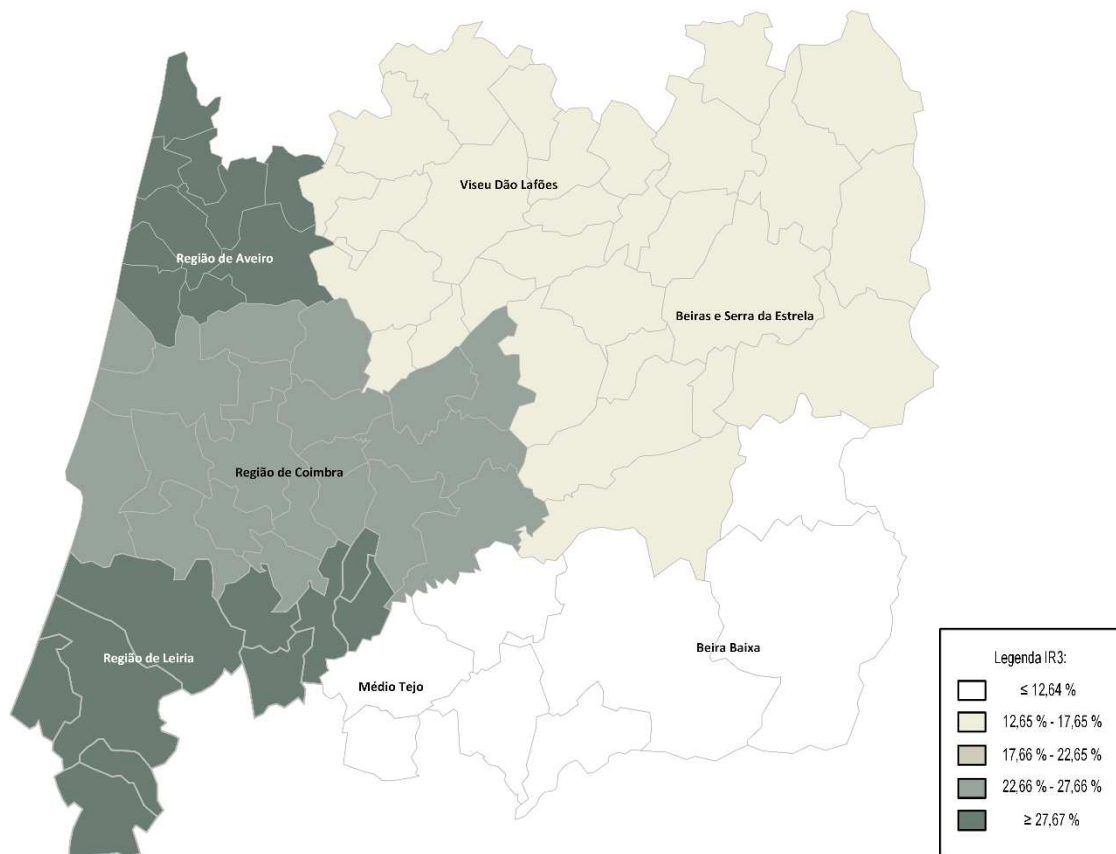 Viseu Dão Lafões
Região de Aveiro
Beiras e Serra da Estrela
Região de Coimbra
Região de Leiria
Médio Tejo
Beira Baixa
Legenda IR3:
≤ 12,64 %
12,65 % - 17,65 %
17,66 % - 22,65 %
22,66 % - 27,66 %
≥ 27,67 %